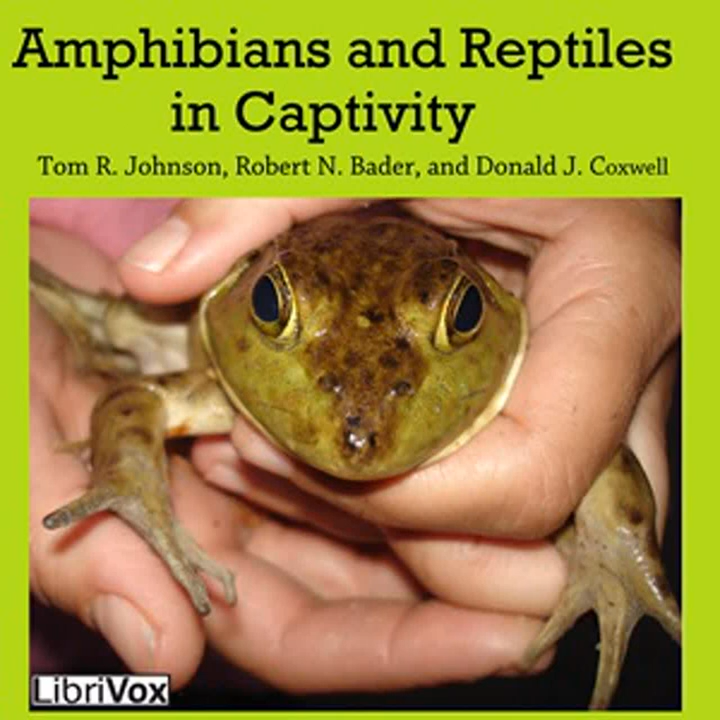 Amphibians and Reptiles
in Captivity
Tom R. Johnson, Robert N. Bader, and Donald J. Coxwell
LibriVox